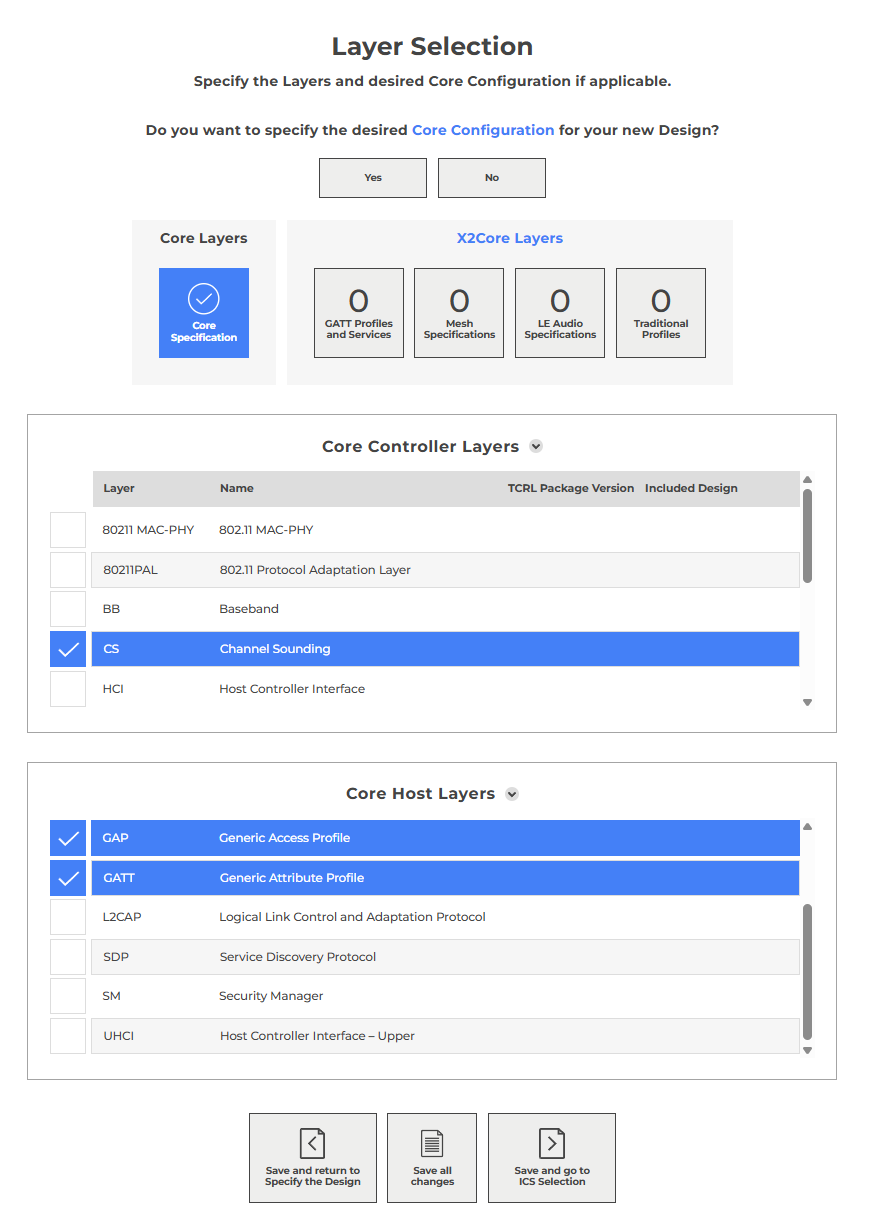 Layer Selection
Specify the Layers and desired Core Configuration if applicable.
Do you want to specify the desired Core Configuration for your new Design?
Yes
No
Core Layers
Core
Specification
X2Core Layers
0
GATT Profiles
and Services
0
Mesh
Specifications
0
LE Audio
Specifications
0
Traditional
Profiles
Core Controller Layers
Layer Name TCRL Package Version Included Design
80211 MAC-PHY 802.11 MAC-PHY
80211PAL 802.11 Protocol Adaptation Layer
BB Baseband
CS Channel Sounding
HCI Host Controller Interface
Core Host Layers
GAP Generic Access Profile
GATT Generic Attribute Profile
L2CAP Logical Link Control and Adaptation Protocol
SDP Service Discovery Protocol
SM Security Manager
UHCI Host Controller Interface – Upper
Save and return to
Specify the Design
Save all
changes
Save and go to
ICS Selection